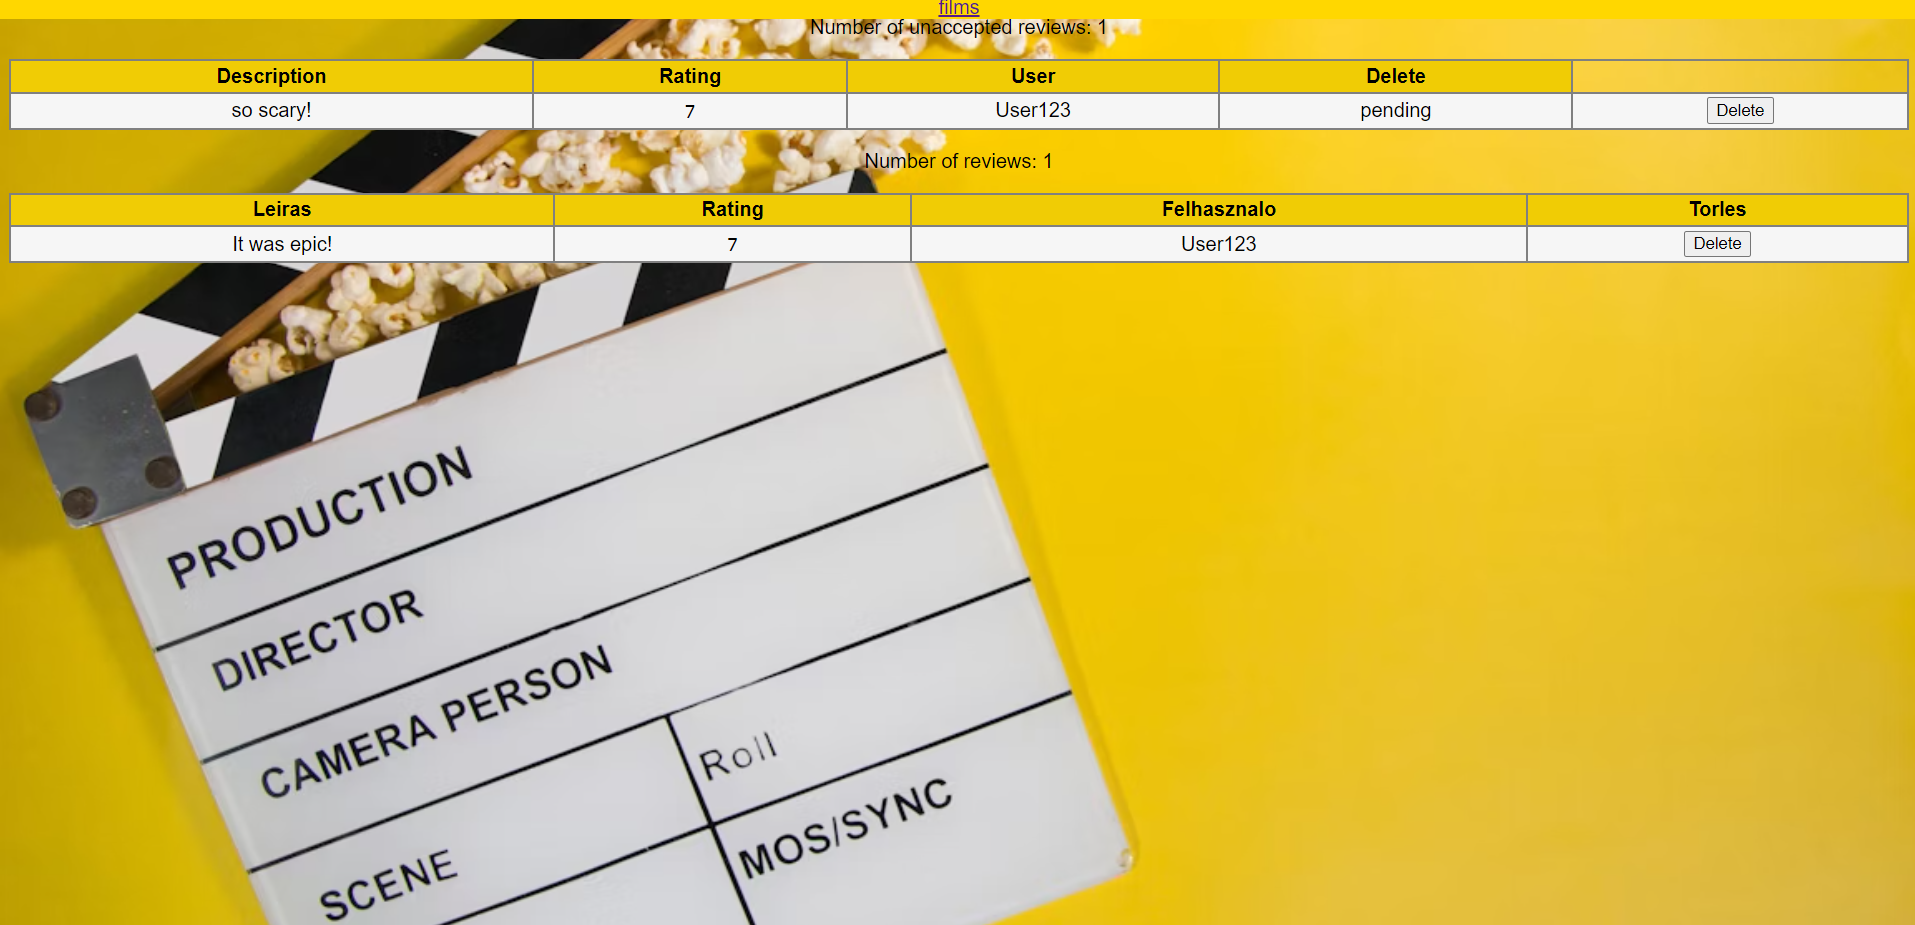 films
Number of unaccepted reviews: 1
Description Rating User Delete
so scary! 7 User123 pending Delete
Number of reviews: 1
Leiras Rating Felhasznalo Torles
It was epic! 7 User123 Delete
PRODUCTION
DIRECTOR
CAMERA PERSON
Roll
SCENE
MOS/SYNC